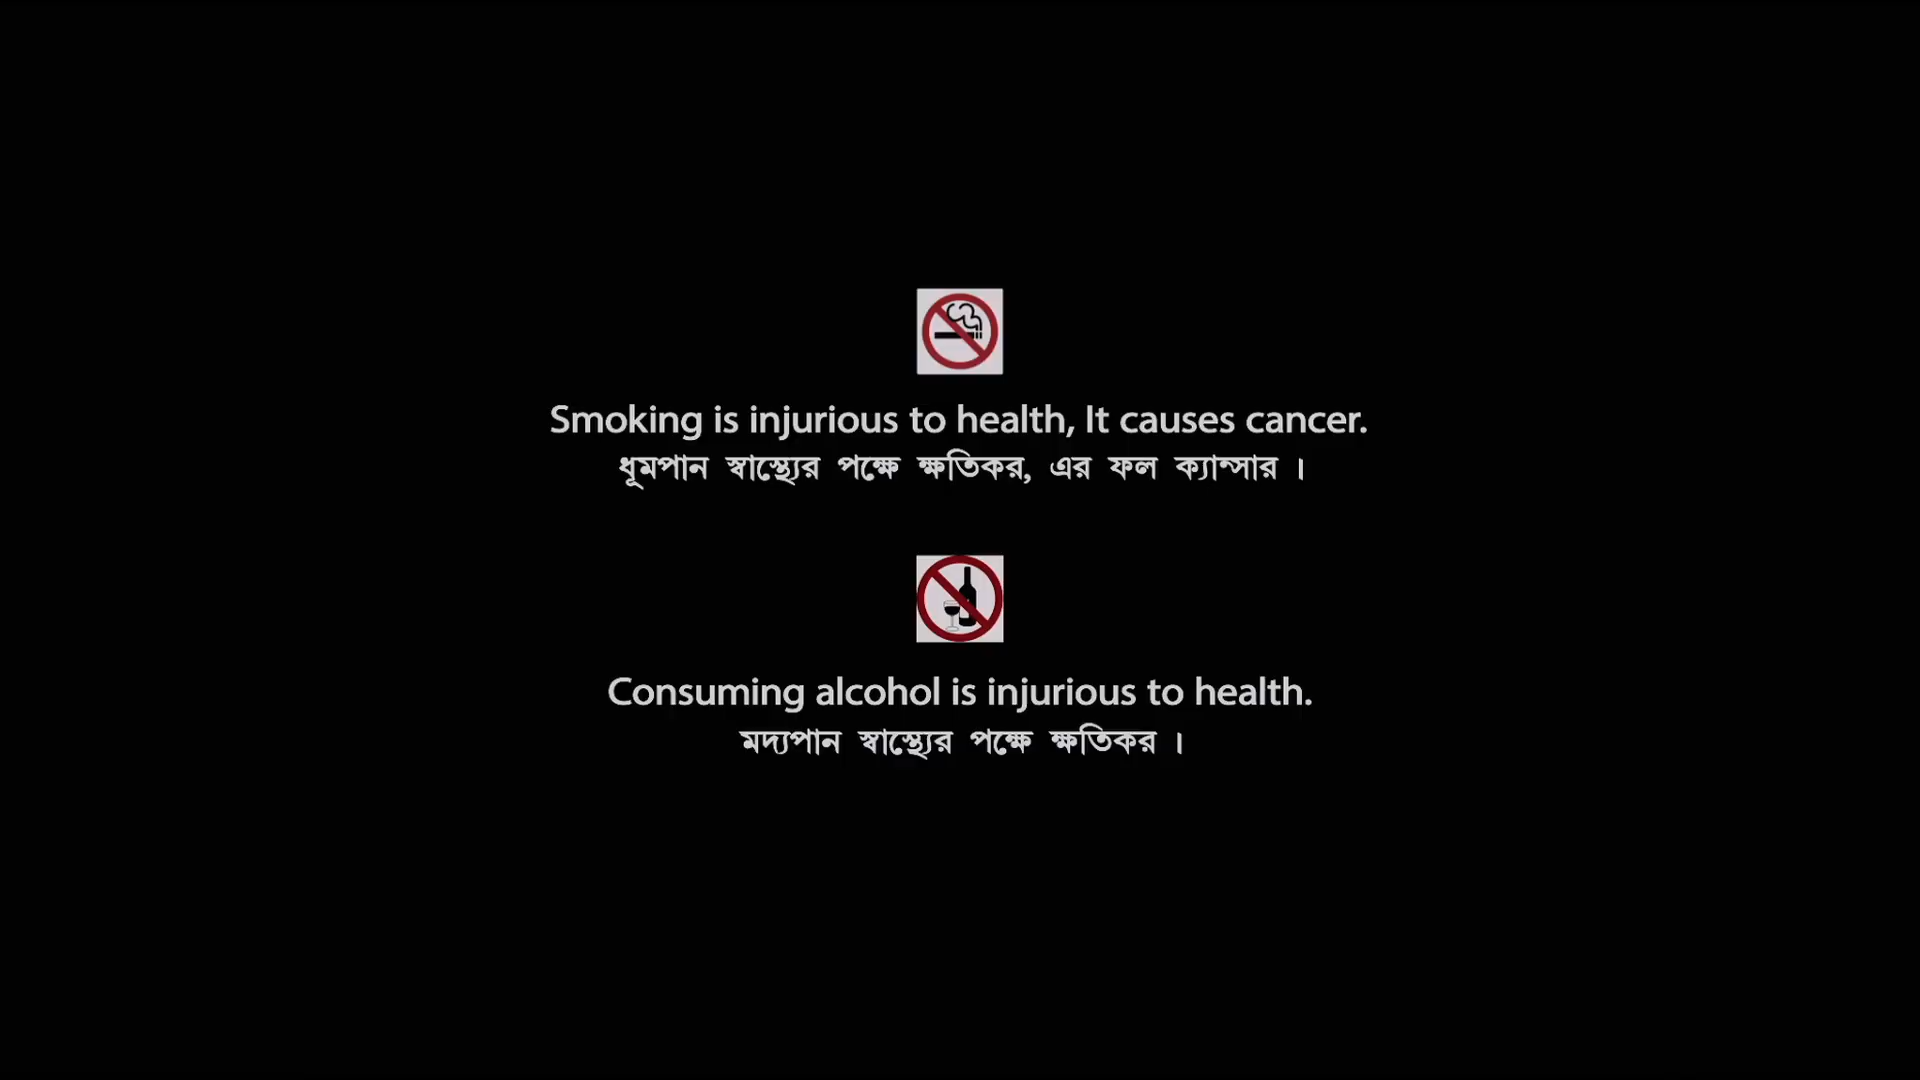 Smoking is injurious to health, It causes cancer.
ধূমপান স্বাস্থ্যের পক্ষে ক্ষতিকর, এর ফল ক্যান্সার ।
Consuming alcohol is injurious to health.
মদ্যপান স্বাস্থ্যের পক্ষে ক্ষতিকর ।